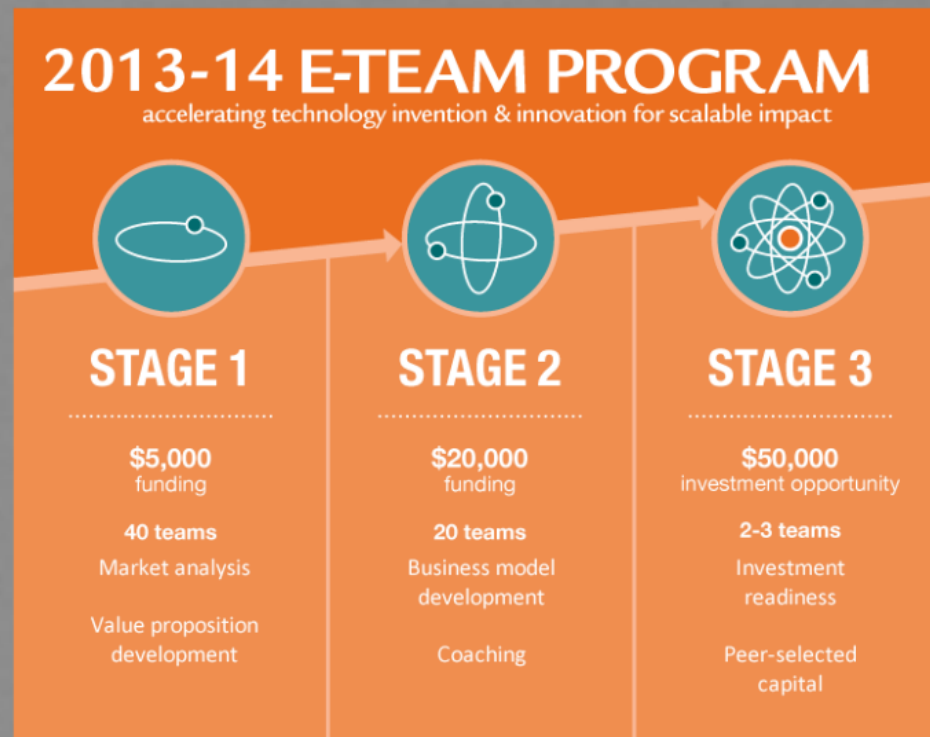 2013-14 E-TEAM PROGRAM
accelerating technology invention & innovation for scalable impact
STAGE 1
$5,000
funding
40 teams
Market analysis
Value proposition
development
STAGE 2
$20,000
funding
20 teams
Business model
development
Coaching
STAGE 3
$50,000
investment opportunity
2-3 teams
Investment
readiness
Peer-selected
capital